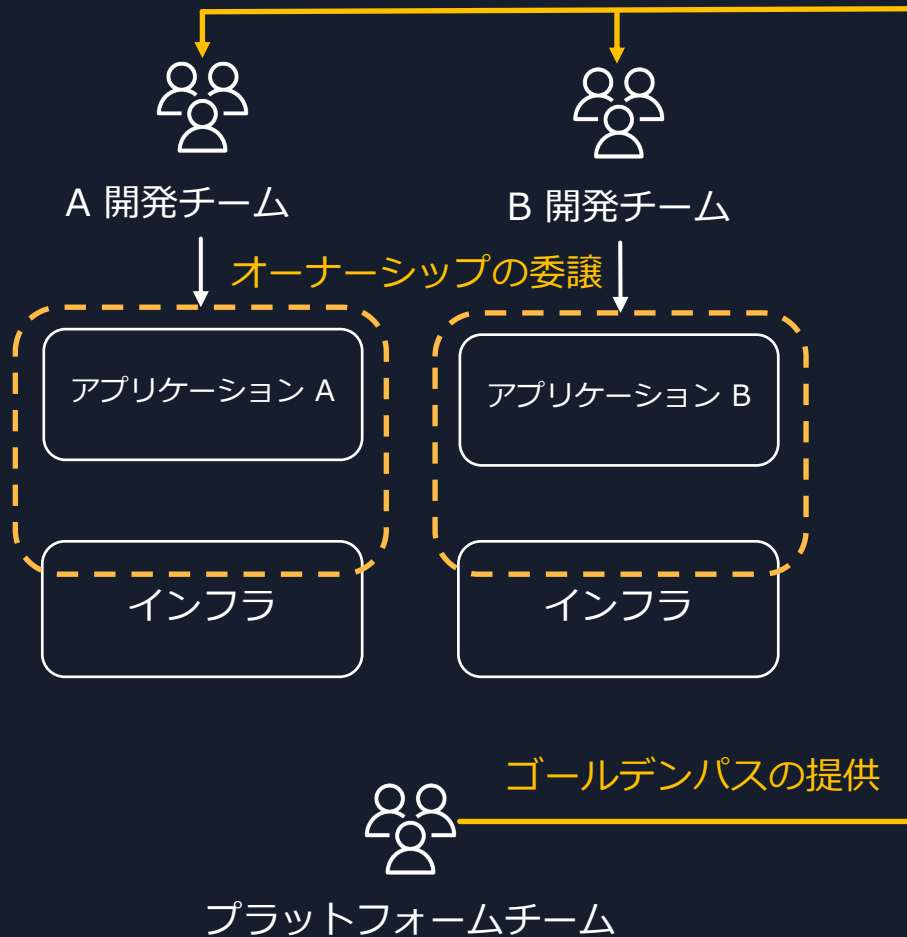 A 開発チーム
B 開発チーム
オーナーシップの委譲
アプリケーション A
アプリケーション B
インフラ
インフラ
ゴールデンパスの提供
プラットフォームチーム